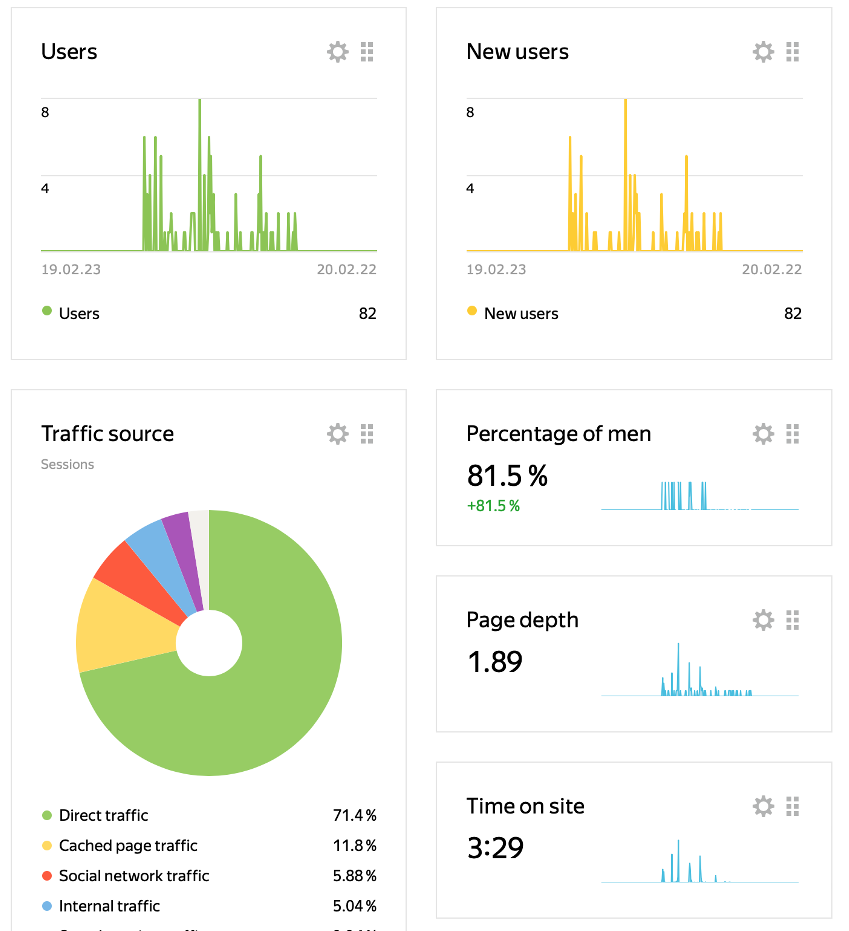 Users
8
4
19.02.23 20.02.22
Users 82
New users
8
4
19.02.23 20.02.22
New users 82
Traffic source
Sessions
Direct traffic 71.4 %
Cached page traffic 11.8 %
Social network traffic 5.88 %
Internal traffic 5.04 %
Percentage of men
81.5 %
+81.5 %
Page depth
1.89
Time on site
3:29